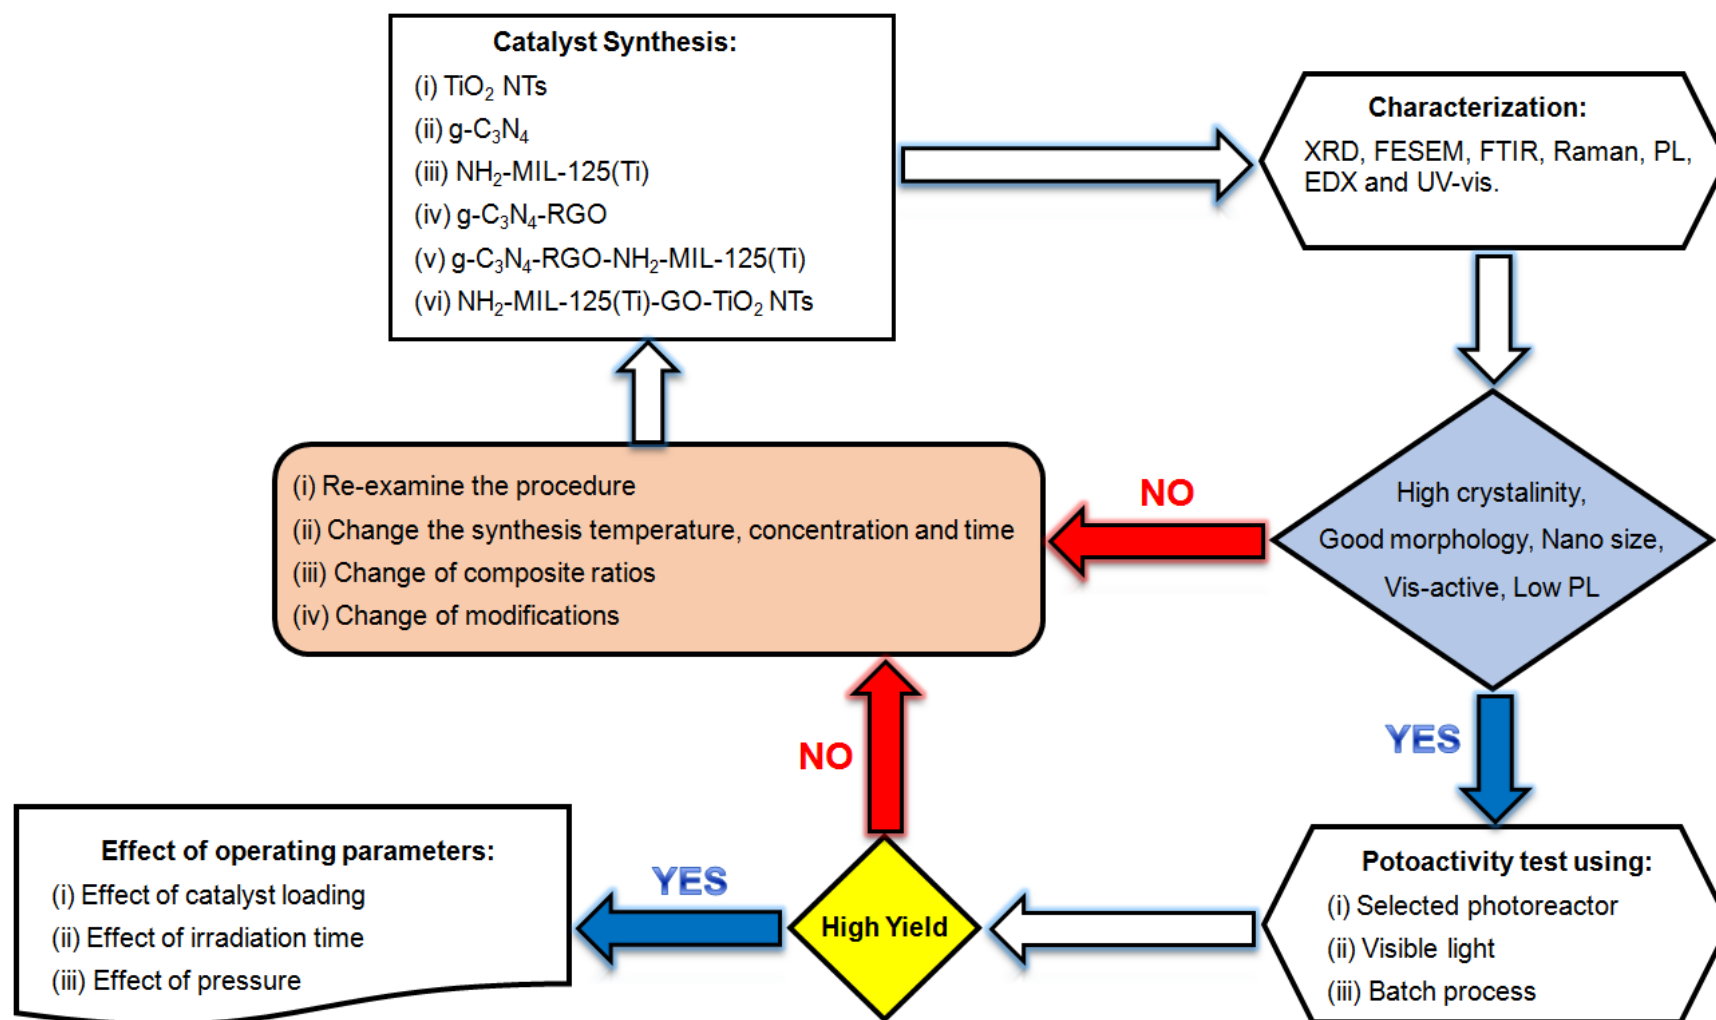 Catalyst Synthesis:
(i) TiO₂ NTs
(ii) g-C₃N₄
(iii) NH₂-MIL-125(Ti)
(iv) g-C₃N₄-RGO
(v) g-C₃N₄-RGO-NH₂-MIL-125(Ti)
(vi) NH₂-MIL-125(Ti)-GO-TiO₂ NTs
Characterization:
XRD, FESEM, FTIR, Raman, PL,
EDX and UV-vis.
High crystalinity,
Good morphology, Nano size,
Vis-active, Low PL
NO
(i) Re-examine the procedure
(ii) Change the synthesis temperature, concentration and time
(iii) Change of composite ratios
(iv) Change of modifications
YES
Potoactivity test using:
(i) Selected photoreactor
(ii) Visible light
(iii) Batch process
High Yield
NO
YES
Effect of operating parameters:
(i) Effect of catalyst loading
(ii) Effect of irradiation time
(iii) Effect of pressure